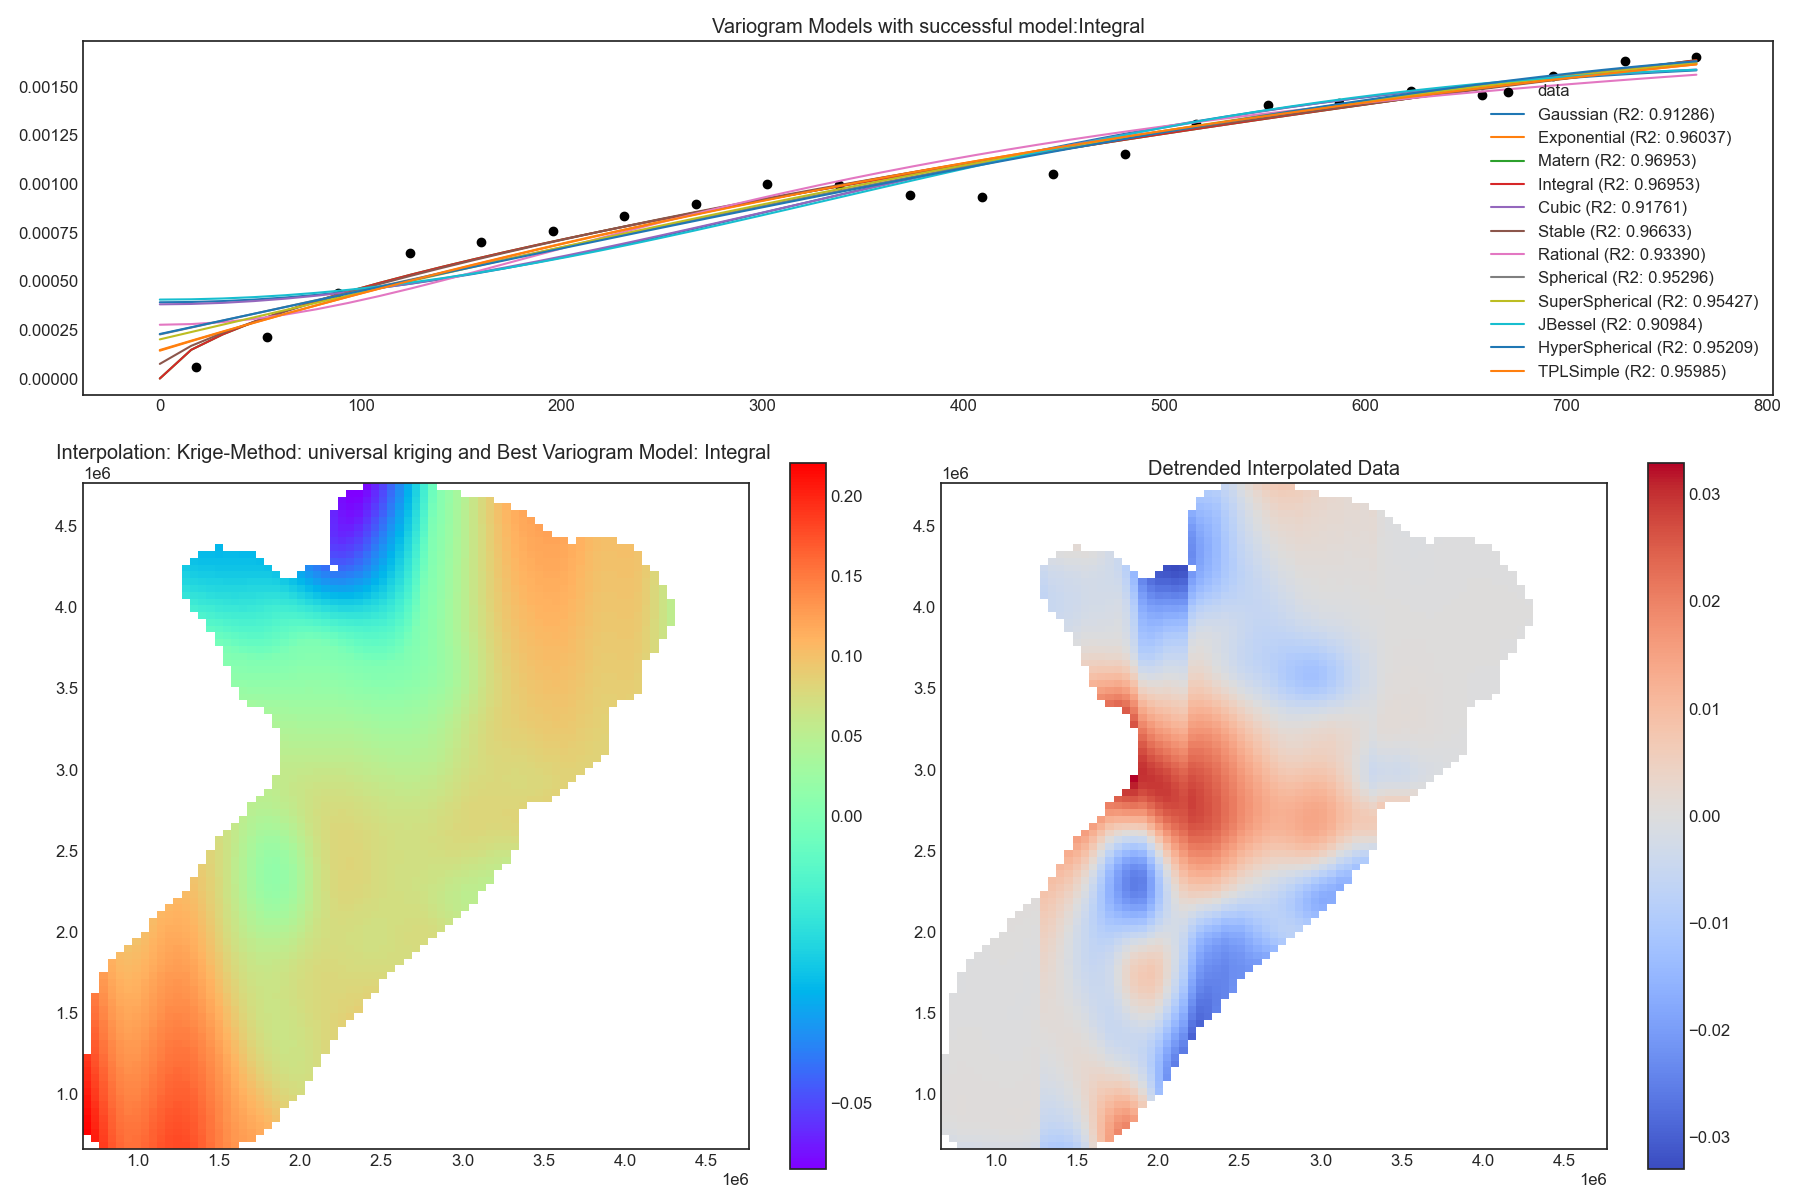 Variogram Models with successful model:Integral
0.00150
0.00125
0.00100
0.00075
0.00050
0.00025
0.00000
data
Gaussian (R2: 0.91286)
Exponential (R2: 0.96037)
Matern (R2: 0.96953)
Integral (R2: 0.96953)
Cubic (R2: 0.91761)
Stable (R2: 0.96633)
Rational (R2: 0.93390)
Spherical (R2: 0.95296)
SuperSpherical (R2: 0.95427)
JBessel (R2: 0.90984)
HyperSpherical (R2: 0.95209)
TPLSimple (R2: 0.95985)
0 100 200 300 400 500 600 700 800
Interpolation: Krige-Method: universal kriging and Best Variogram Model: Integral
1e6
4.5
4.0
3.5
3.0
2.5
2.0
1.5
1.0
1.0 1.5 2.0 2.5 3.0 3.5 4.0 4.5
1e6
0.20
0.15
0.10
0.05
0.00
−0.05
Detrended Interpolated Data
1e6
4.5
4.0
3.5
3.0
2.5
2.0
1.5
1.0
1.0 1.5 2.0 2.5 3.0 3.5 4.0 4.5
1e6
0.03
0.02
0.01
0.00
−0.01
−0.02
−0.03